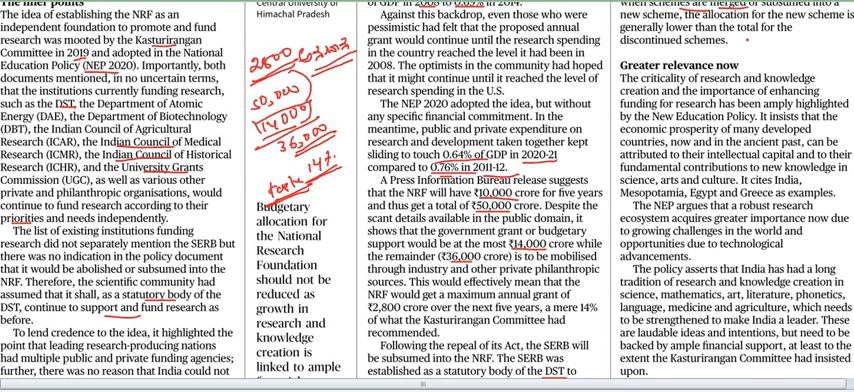 The inner points
The idea of establishing the NRF as an
independent foundation to promote and fund
research was mooted by the Kasturirangan
Committee in 2019 and adopted in the National
Education Policy (NEP 2020). Importantly, both
documents mentioned, in no uncertain terms,
that the institutions currently funding research,
such as the DST, the Department of Atomic
Energy (DAE), the Department of Biotechnology
(DBT), the Indian Council of Agricultural
Research (ICAR), the Indian Council of Medical
Research (ICMR), the Indian Council of Historical
Research (ICHR), and the University Grants
Commission (UGC), as well as various other
private and philanthropic organisations, would
continue to fund research according to their
priorities and needs independently.
The list of existing institutions funding
research did not separately mention the SERB but
there was no indication in the policy document
that it would be abolished or subsumed into the
NRF. Therefore, the scientific community had
assumed that it shall, as a statutory body of the
DST, continue to support and fund research as
before.
To lend credence to the idea, it highlighted the
point that leading research-producing nations
had multiple public and private funding agencies;
further, there was no reason that India could not
Central University of
Himachal Pradesh
2800
50,000
14000
36,000
14%
Budgetary
allocation for
the National
Research
Foundation
should not be
reduced as
growth in
research and
knowledge
creation is
linked to ample
of GDP in 2008 to 0.69% in 2014.
Against this backdrop, even those who were
pessimistic had felt that the proposed annual
grant would continue until the research spending
in the country reached the level it had been in
2008. The optimists in the community had hoped
that it might continue until it reached the level of
research spending in the U.S.
The NEP 2020 adopted the idea, but without
any specific financial commitment. In the
meantime, public and private expenditure on
research and development taken together kept
sliding to touch 0.64% of GDP in 2020-21
compared to 0.76% in 2011-12.
A Press Information Bureau release suggests
that the NRF will have ₹10,000 crore for five years
and thus get a total of ₹50,000 crore. Despite the
scant details available in the public domain, it
shows that the government grant or budgetary
support would be at the most ₹14,000 crore while
the remainder (₹36,000 crore) is to be mobilised
through industry and other private philanthropic
sources. This would effectively mean that the
NRF would get a maximum annual grant of
₹2,800 crore over the next five years, a mere 14%
of what the Kasturirangan Committee had
recommended.
Following the repeal of its Act, the SERB will
be subsumed into the NRF. The SERB was
established as a statutory body of the DST to
when schemes are merged or subsumed into a
new scheme, the allocation for the new scheme is
generally lower than the total for the
discontinued schemes.
Greater relevance now
The criticality of research and knowledge
creation and the importance of enhancing
funding for research has been amply highlighted
by the New Education Policy. It insists that the
economic prosperity of many developed
countries, now and in the ancient past, can be
attributed to their intellectual capital and to their
fundamental contributions to new knowledge in
science, arts and culture. It cites India,
Mesopotamia, Egypt and Greece as examples.
The NEP argues that a robust research
ecosystem acquires greater importance now due
to growing challenges in the world and
opportunities due to technological
advancements.
The policy asserts that India has had a long
tradition of research and knowledge creation in
science, mathematics, art, literature, phonetics,
language, medicine and agriculture, which needs
to be strengthened to make India a leader. These
are laudable ideas and intentions, but need to be
backed by ample financial support, at least to the
extent the Kasturirangan Committee had insisted
upon.